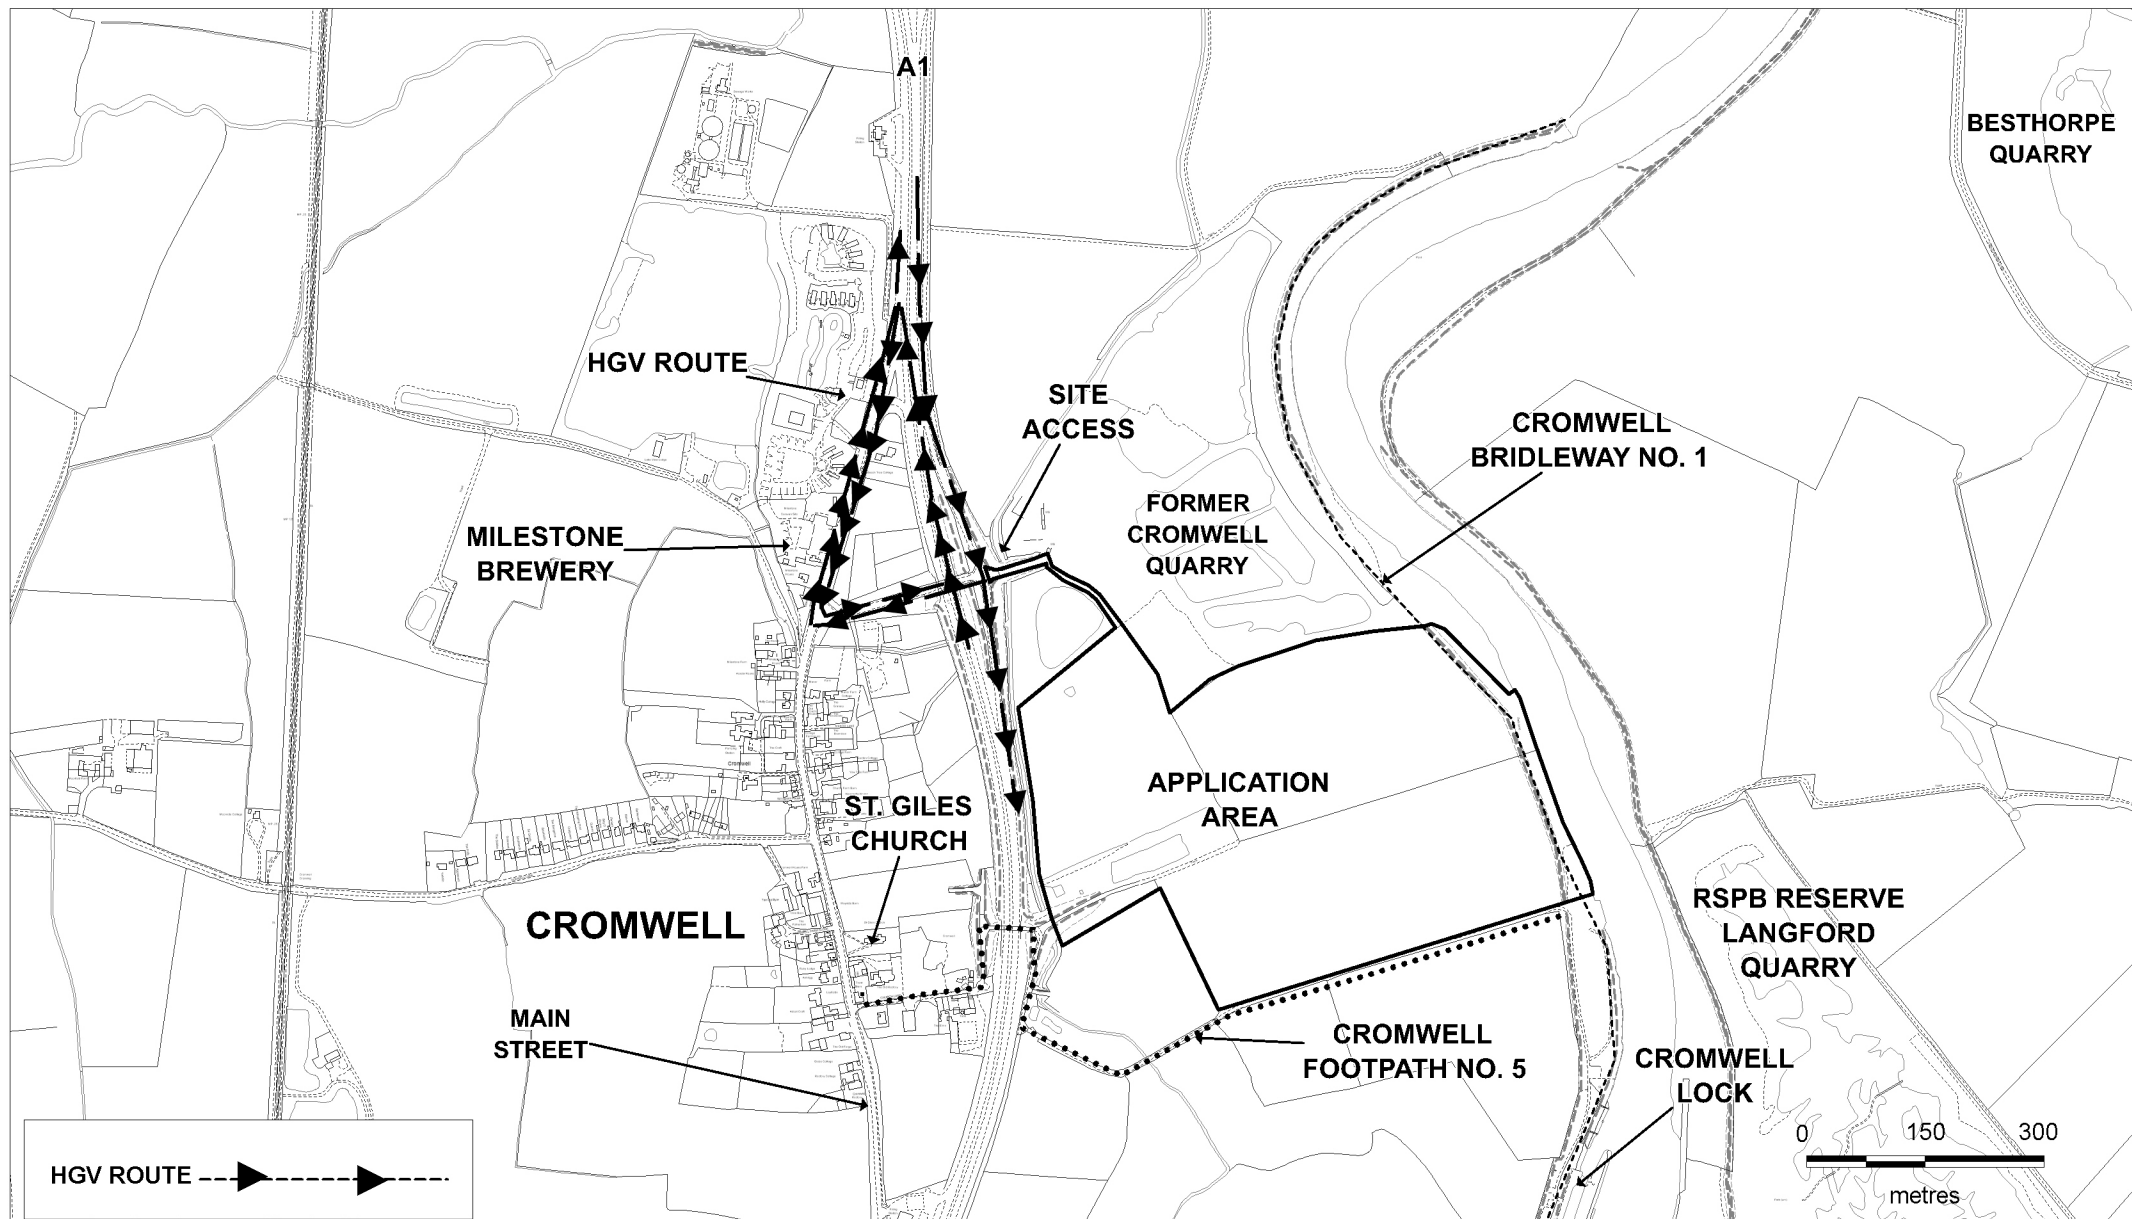 A1
BESTHORPE
QUARRY
HGV ROUTE
SITE
ACCESS
CROMWELL
BRIDLEWAY NO. 1
FORMER
CROMWELL
QUARRY
MILESTONE
BREWERY
APPLICATION
AREA
ST. GILES
CHURCH
CROMWELL
RSPB RESERVE
LANGFORD
QUARRY
MAIN
STREET
CROMWELL
FOOTPATH NO. 5
CROMWELL
LOCK
0 150 300
metres
HGV ROUTE
Cromwell